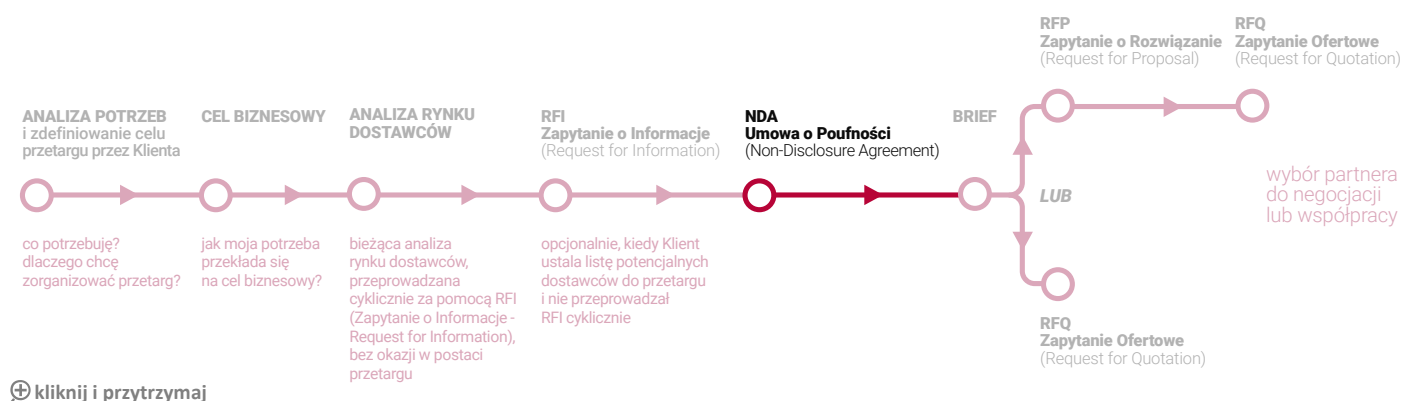 ANALIZA POTRZEB
i zdefiniowanie celu
przetargu przez Klienta
co potrzebuję?
dlaczego chcę
zorganizować przetarg?
CEL BIZNESOWY
jak moja potrzeba
przekłada się
na cel biznesowy?
ANALIZA RYNKU
DOSTAWCÓW
bieżąca analiza
rynku dostawców,
przeprowadzana
cyklicznie za pomocą RFI
(Zapytanie o Informacje -
Request for Information),
bez okazji w postaci
przetargu
RFI
Zapytanie o Informacje
(Request for Information)
opcjonalnie, kiedy Klient
ustala listę potencjalnych
dostawców do przetargu
i nie przeprowadzał
RFI cyklicznie
NDA
Umowa o Poufności
(Non-Disclosure Agreement)
BRIEF
RFP
Zapytanie o Rozwiązanie
(Request for Proposal)
RFQ
Zapytanie Ofertowe
(Request for Quotation)
LUB
RFQ
Zapytanie Ofertowe
(Request for Quotation)
wybór partnera
do negocjacji
lub współpracy
kliknij i przytrzymaj